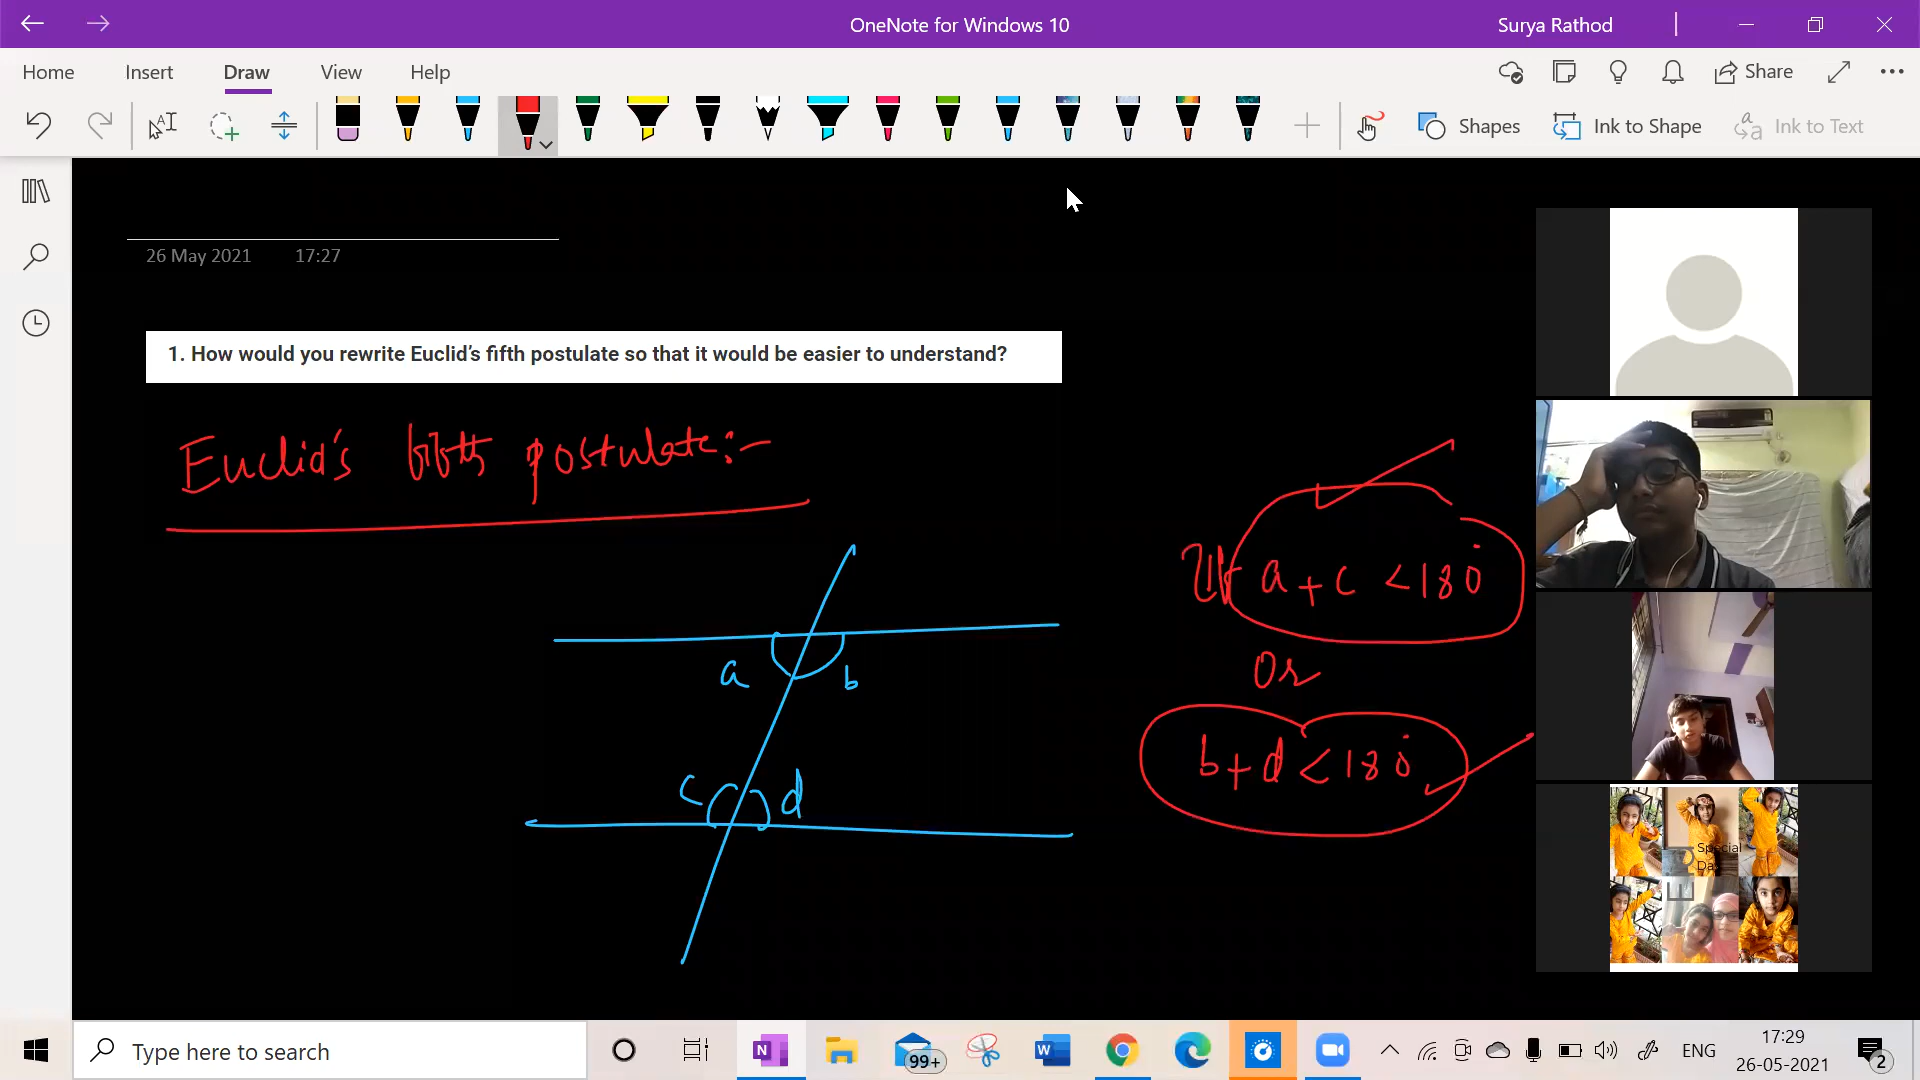 OneNote for Windows 10
Surya Rathod
Home Insert Draw View Help
Share
Shapes Ink to Shape Ink to Text
26 May 2021 17:27
1. How would you rewrite Euclid's fifth postulate so that it would be easier to understand?
Euclid's fifth postulate:-
If a+c <180°
Or
b+d <180°
a b
c d
Special
Day
Type here to search
99+
ENG
17:29
26-05-2021
2